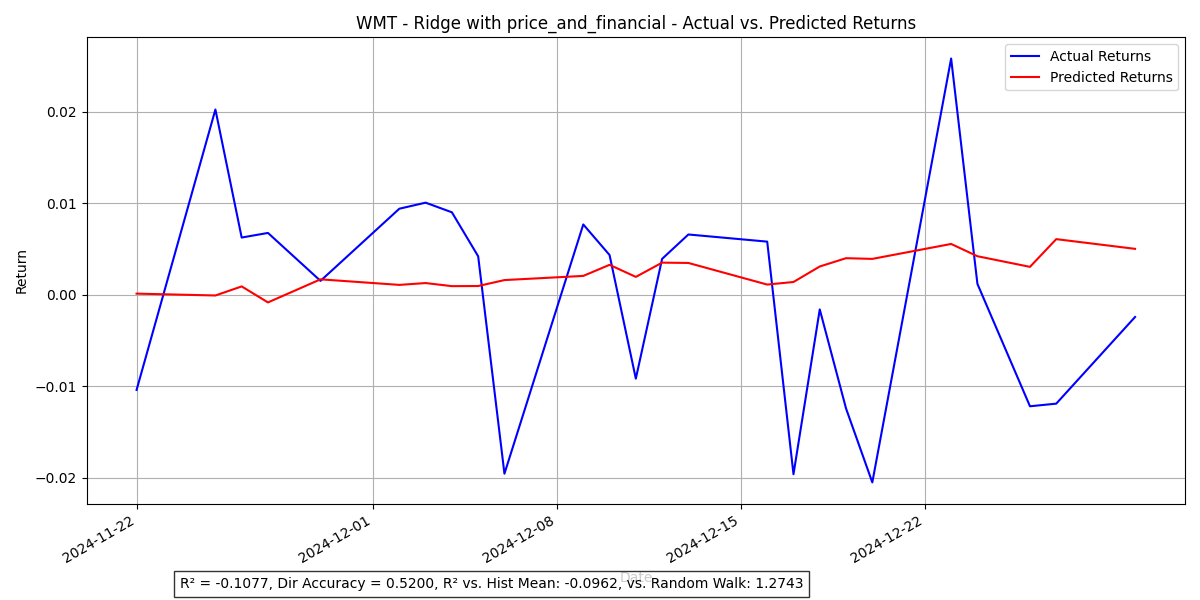 WMT - Ridge with price_and_financial - Actual vs. Predicted Returns
Actual Returns
Predicted Returns
Return
0.02
0.01
0.00
−0.01
−0.02
2024-11-22
2024-12-01
2024-12-08
2024-12-15
2024-12-22
Date
R² = -0.1077, Dir Accuracy = 0.5200, R² vs. Hist Mean: -0.0962, vs. Random Walk: 1.2743